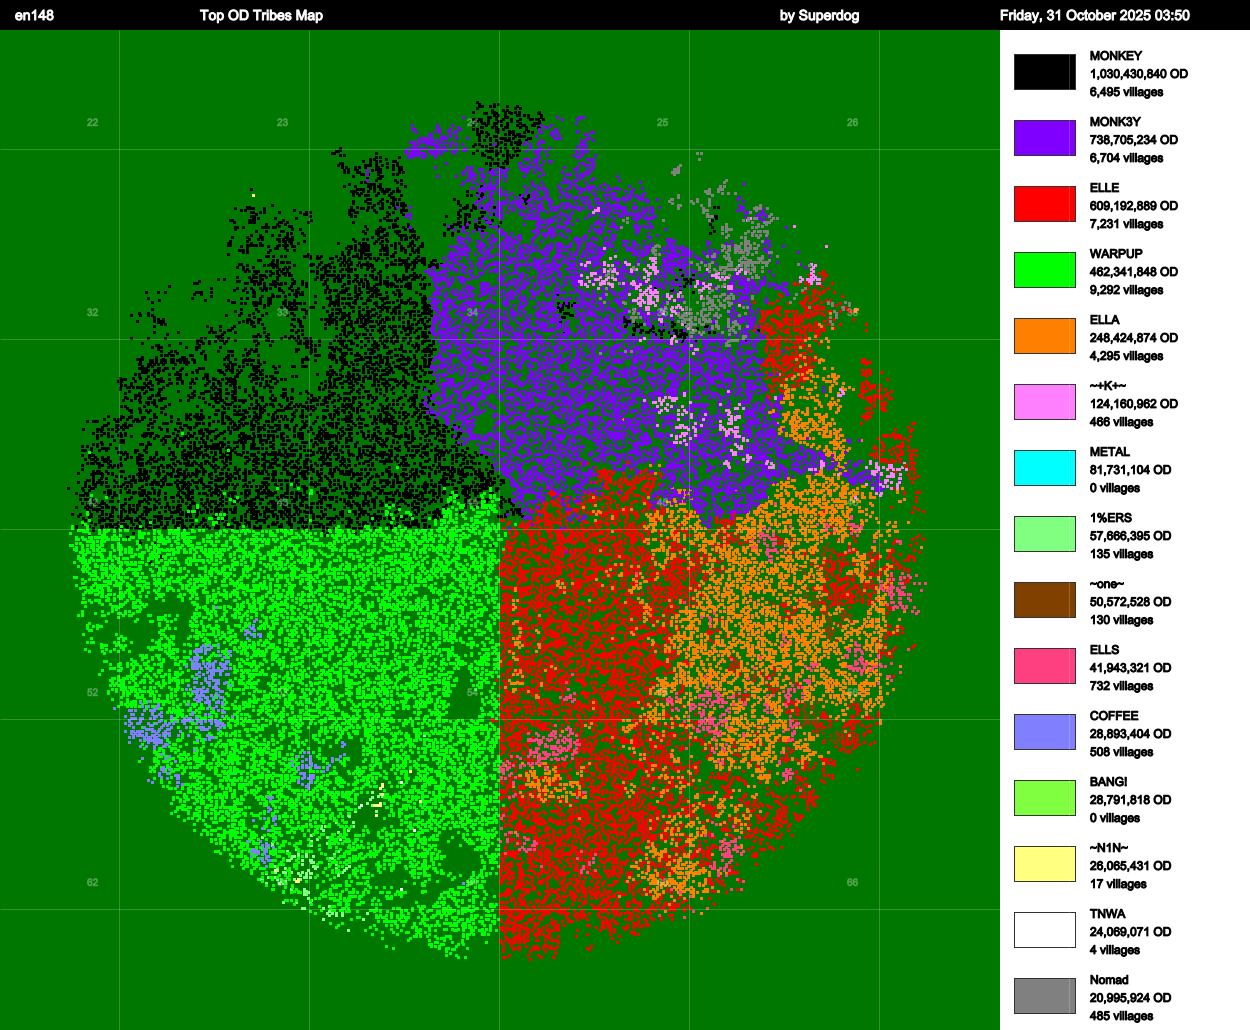 en148
Top OD Tribes Map
by Superdog
Friday, 31 October 2025 03:50
22
23
24
25
26
32
33
34
52
62
66
MONKEY
1,030,430,840 OD
6,495 villages
MONK3Y
738,705,234 OD
6,704 villages
ELLE
609,192,889 OD
7,231 villages
WARPUP
462,341,848 OD
9,292 villages
ELLA
248,424,874 OD
4,295 villages
~+K+~
124,160,962 OD
466 villages
METAL
81,731,104 OD
0 villages
1%ERS
57,666,395 OD
135 villages
~one~
50,572,528 OD
130 villages
ELLS
41,943,321 OD
732 villages
COFFEE
28,893,404 OD
508 villages
BANG!
28,791,818 OD
0 villages
~N1N~
26,065,431 OD
17 villages
TNWA
24,069,071 OD
4 villages
Nomad
20,995,924 OD
485 villages